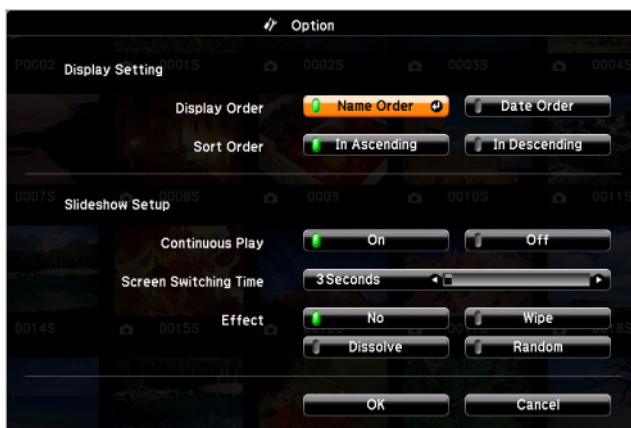 Option
P0002 0001S 0002S 0003S 0004S
Display Setting
Display Order Name Order Date Order
Sort Order In Ascending In Descending
0007S 0008S 0009 0010S 0011S
Slideshow Setup
Continuous Play On Off
Screen Switching Time 3Seconds
Effect No Wipe
0014S 0015S
Dissolve Random
OK Cancel